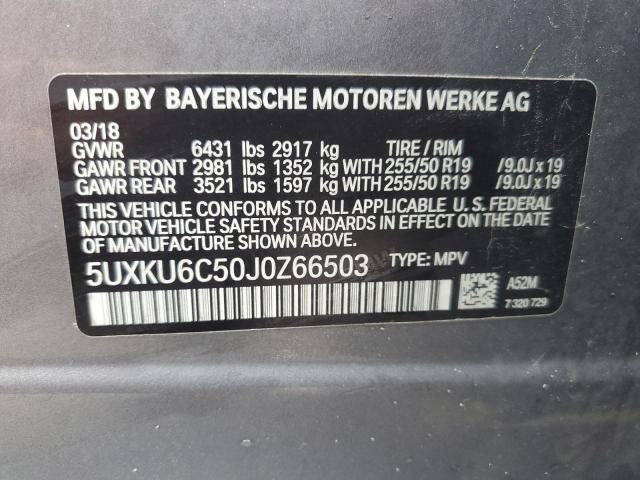 MFD BY BAYERISCHE MOTOREN WERKE AG
03/18
GVWR 6431 lbs 2917 kg TIRE / RIM
GAWR FRONT 2981 lbs 1352 kg WITH 255/50 R19 /9.0J x 19
GAWR REAR 3521 lbs 1597 kg WITH 255/50 R19 /9.0J x 19
THIS VEHICLE CONFORMS TO ALL APPLICABLE U. S. FEDERAL
MOTOR VEHICLE SAFETY STANDARDS IN EFFECT ON THE
DATE OF MANUFACTURE SHOWN ABOVE.
5UXKU6C50J0Z66503 TYPE: MPV
A52M
7 320 729